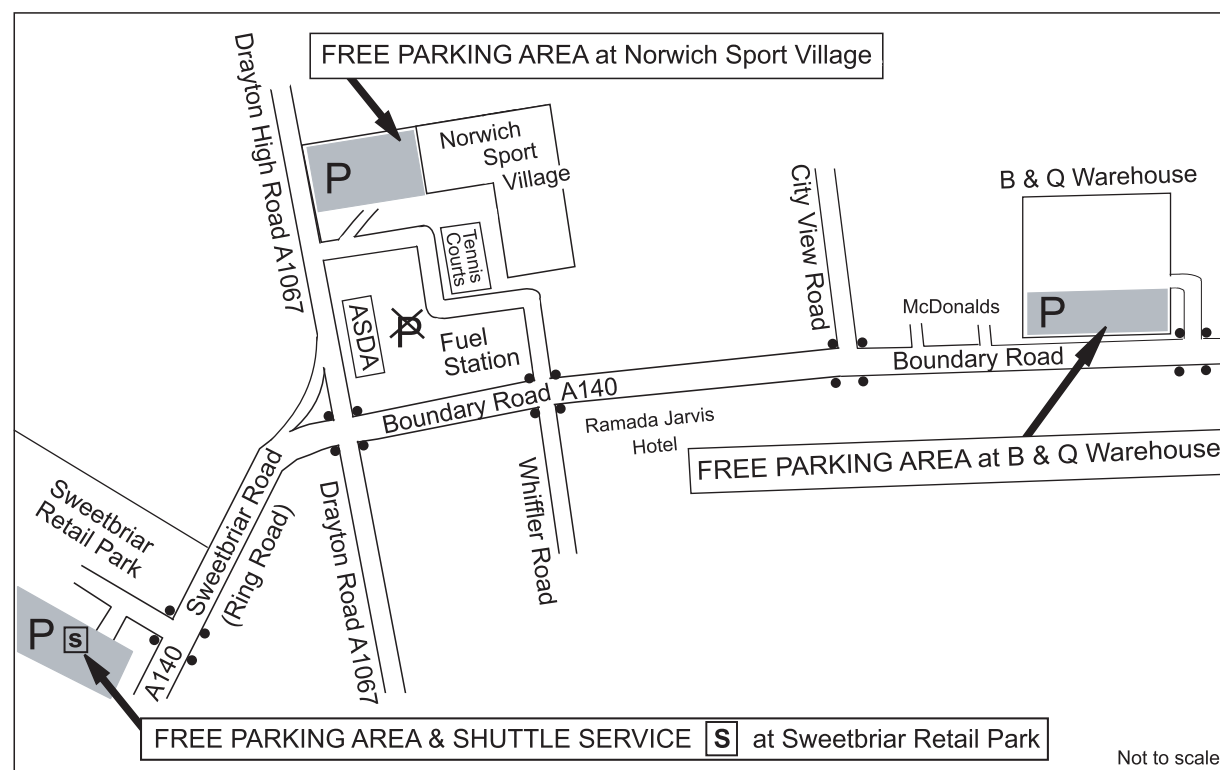 FREE PARKING AREA at Norwich Sport Village
Drayton High Road A1067
P
Norwich
Sport
Village
Tennis
Courts
ASDA
P
Fuel
Station
City View Road
B & Q Warehouse
P
McDonalds
Boundary Road
Boundary Road A140
Ramada Jarvis
Hotel
FREE PARKING AREA at B & Q Warehouse
Whiffler Road
Drayton Road A1067
Sweetbriar Road
(Ring Road)
Sweetbriar
Retail Park
P S
A140
FREE PARKING AREA & SHUTTLE SERVICE S at Sweetbriar Retail Park
Not to scale